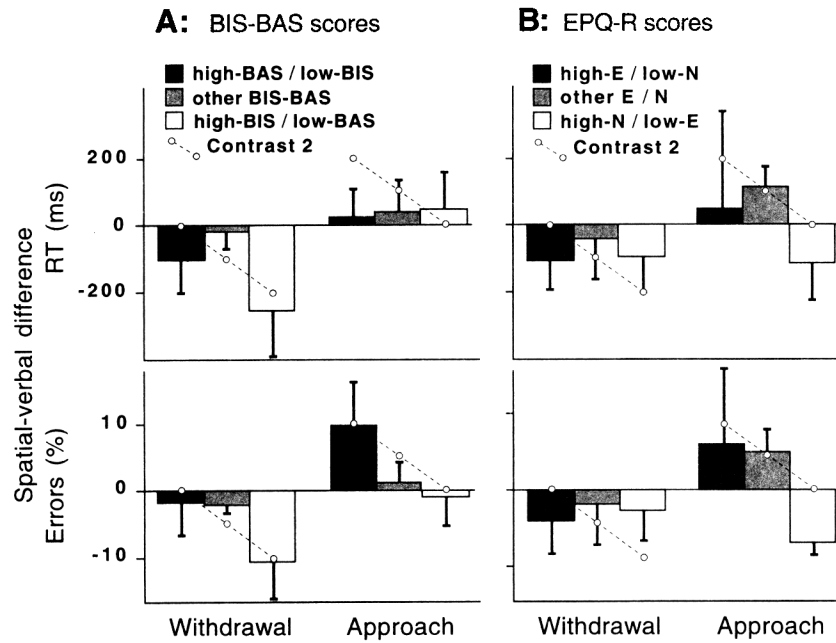 A: BIS-BAS scores
high-BAS / low-BIS
other BIS-BAS
high-BIS / low-BAS
Contrast 2
B: EPQ-R scores
high-E / low-N
other E / N
high-N / low-E
Contrast 2
Spatial-verbal difference
RT (ms)
200
0
-200
Errors (%)
10
0
-10
Withdrawal
Approach
Withdrawal
Approach